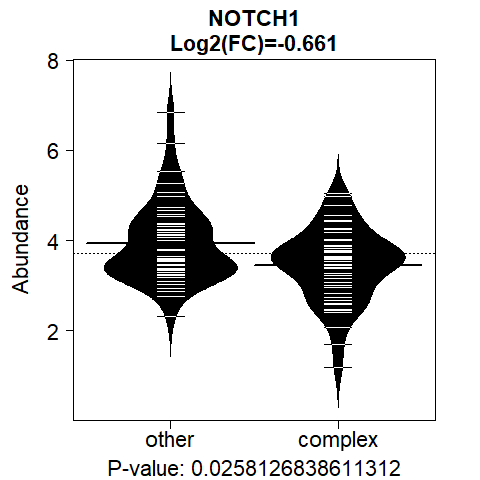 NOTCH1
Log2(FC)=-0.661
Abundance
8
6
4
2
other complex
P-value: 0.0258126838611312